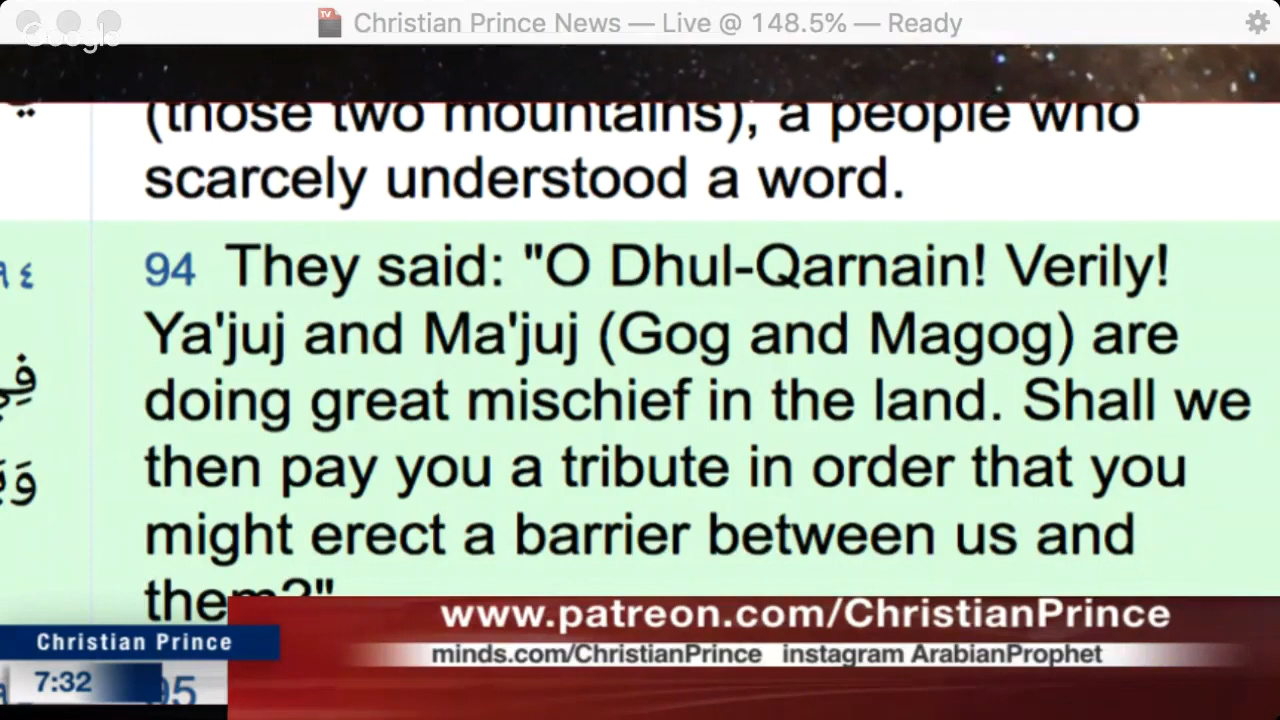 Christian Prince News — Live @ 148.5% — Ready
Google
(those two mountains), a people who
scarcely understood a word.
94 They said: "O Dhul-Qarnain! Verily!
Ya'juj and Ma'juj (Gog and Magog) are
doing great mischief in the land. Shall we
then pay you a tribute in order that you
might erect a barrier between us and
them?"
www.patreon.com/ChristianPrince
Christian Prince
minds.com/ChristianPrince instagram ArabianProphet
7:32
95